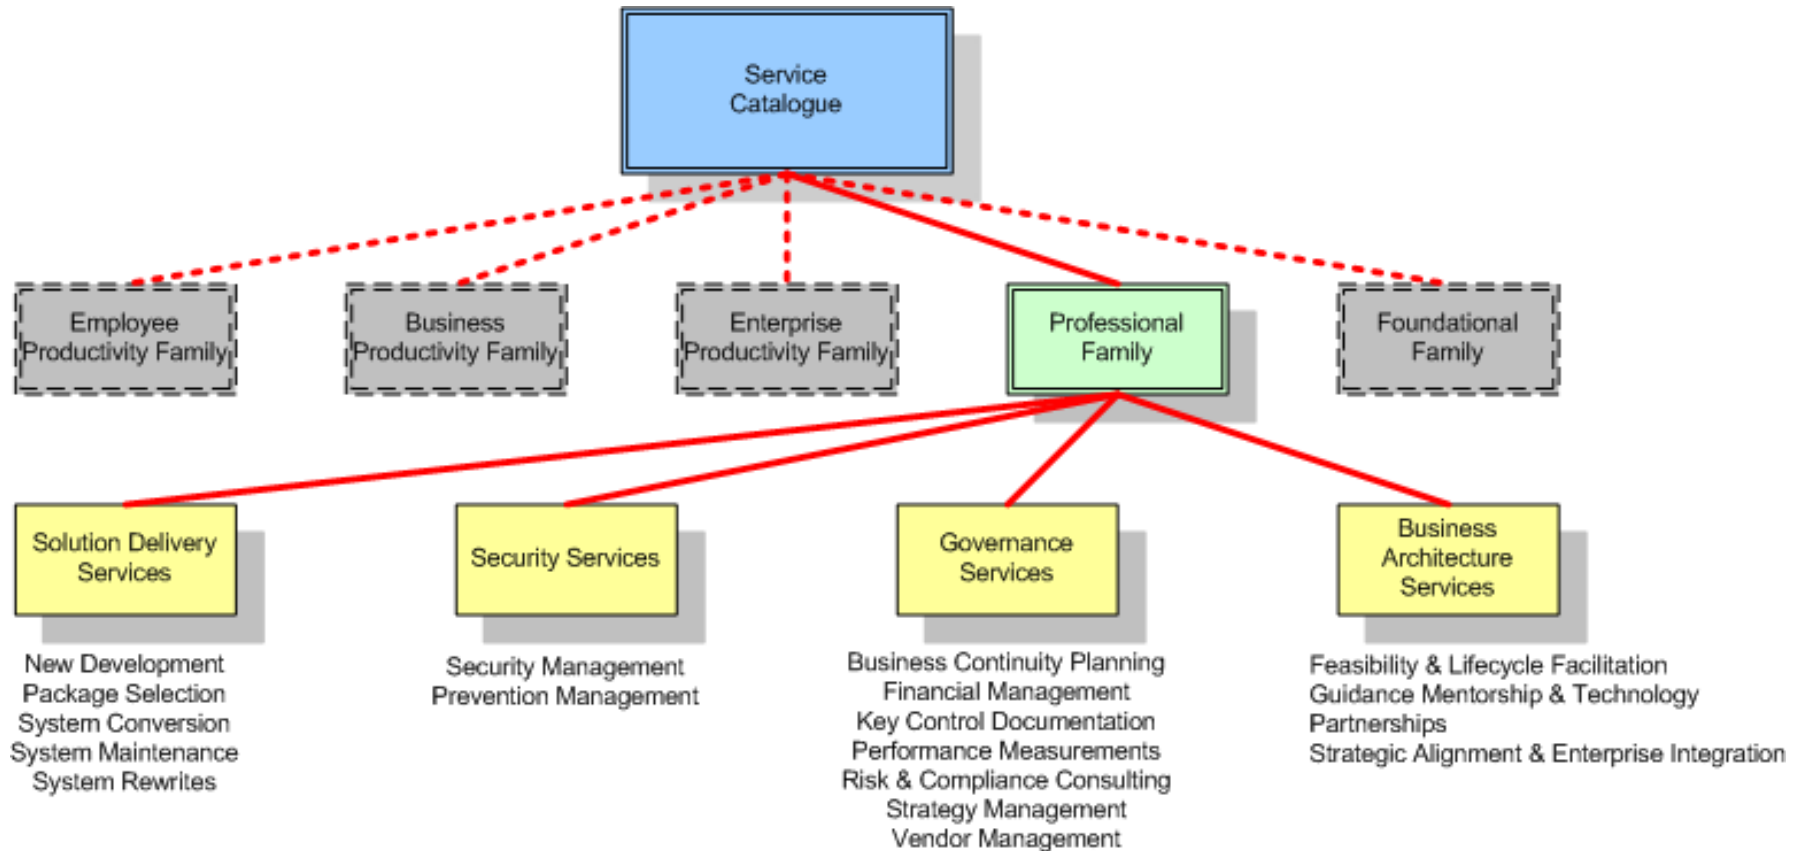 Service
Catalogue
Employee
Productivity Family
Business
Productivity Family
Enterprise
Productivity Family
Professional
Family
Foundational
Family
Solution Delivery
Services
Security Services
Governance
Services
Business
Architecture
Services
New Development
Package Selection
System Conversion
System Maintenance
System Rewrites
Security Management
Prevention Management
Business Continuity Planning
Financial Management
Key Control Documentation
Performance Measurements
Risk & Compliance Consulting
Strategy Management
Vendor Management
Feasibility & Lifecycle Facilitation
Guidance Mentorship & Technology
Partnerships
Strategic Alignment & Enterprise Integration